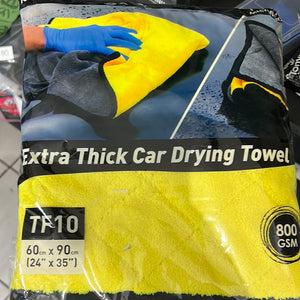 Extra Thick Car Drying Towel
TF10
60cm x 90cm
(24" x 35")
800
GSM